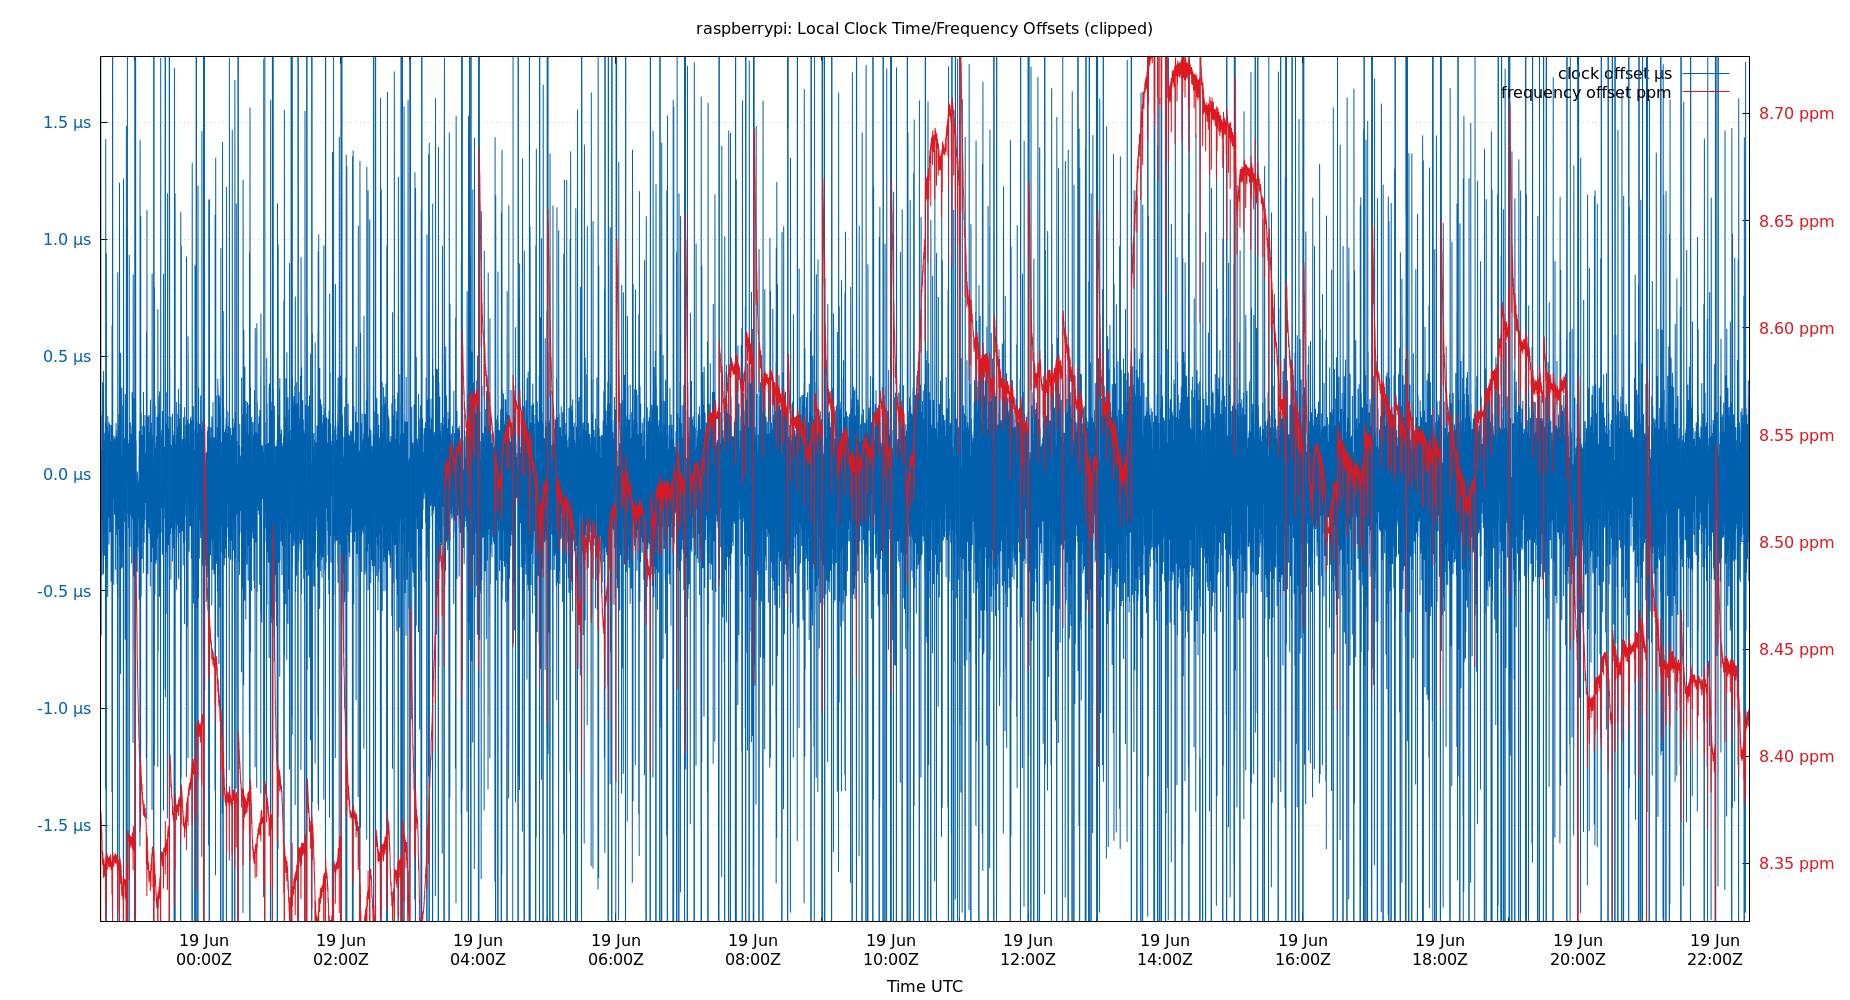 raspberrypi: Local Clock Time/Frequency Offsets (clipped)
clock offset µs
frequency offset ppm
1.5 µs
1.0 µs
0.5 µs
0.0 µs
-0.5 µs
-1.0 µs
-1.5 µs
8.70 ppm
8.65 ppm
8.60 ppm
8.55 ppm
8.50 ppm
8.45 ppm
8.40 ppm
8.35 ppm
19 Jun 19 Jun 19 Jun 19 Jun 19 Jun 19 Jun 19 Jun 19 Jun 19 Jun 19 Jun 19 Jun 19 Jun
00:00Z 02:00Z 04:00Z 06:00Z 08:00Z 10:00Z 12:00Z 14:00Z 16:00Z 18:00Z 20:00Z 22:00Z
Time UTC